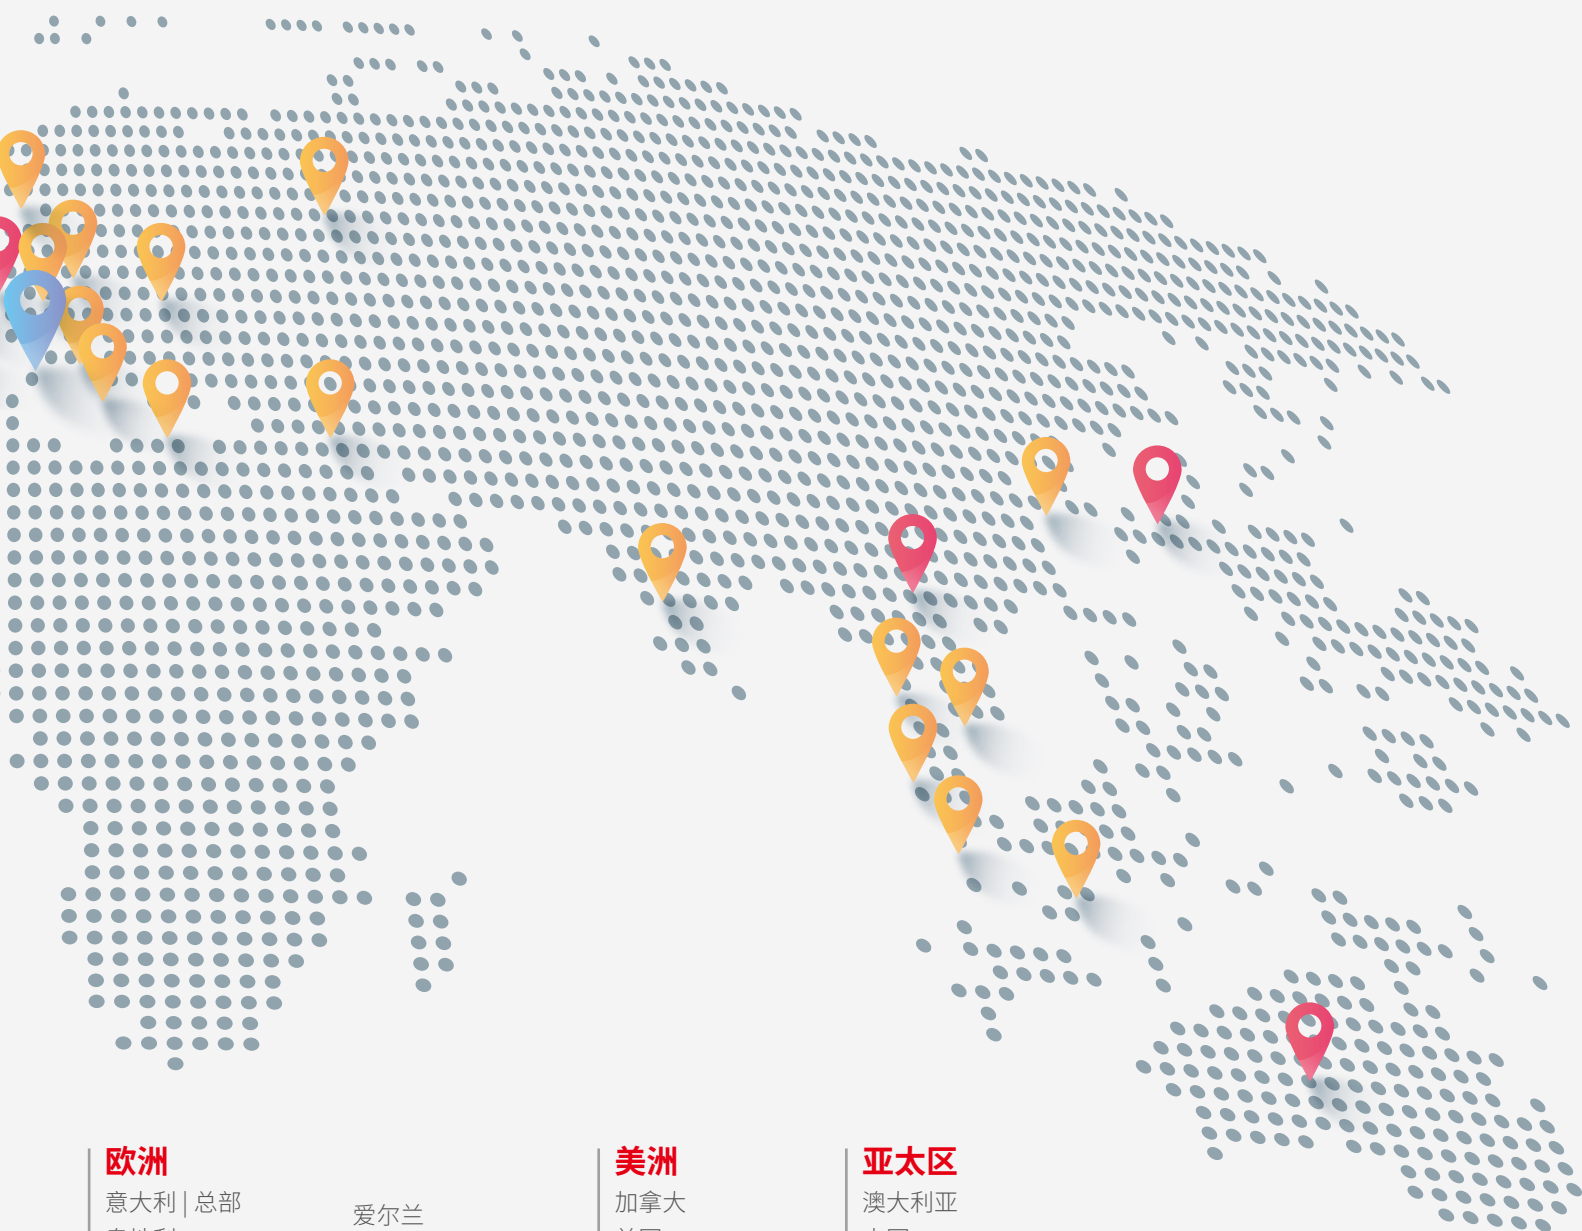 欧洲
意大利 | 总部
爱尔兰
美洲
加拿大
亚太区
澳大利亚